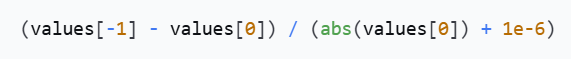 (values[-1] - values[0]) / (abs(values[0]) + 1e-6)